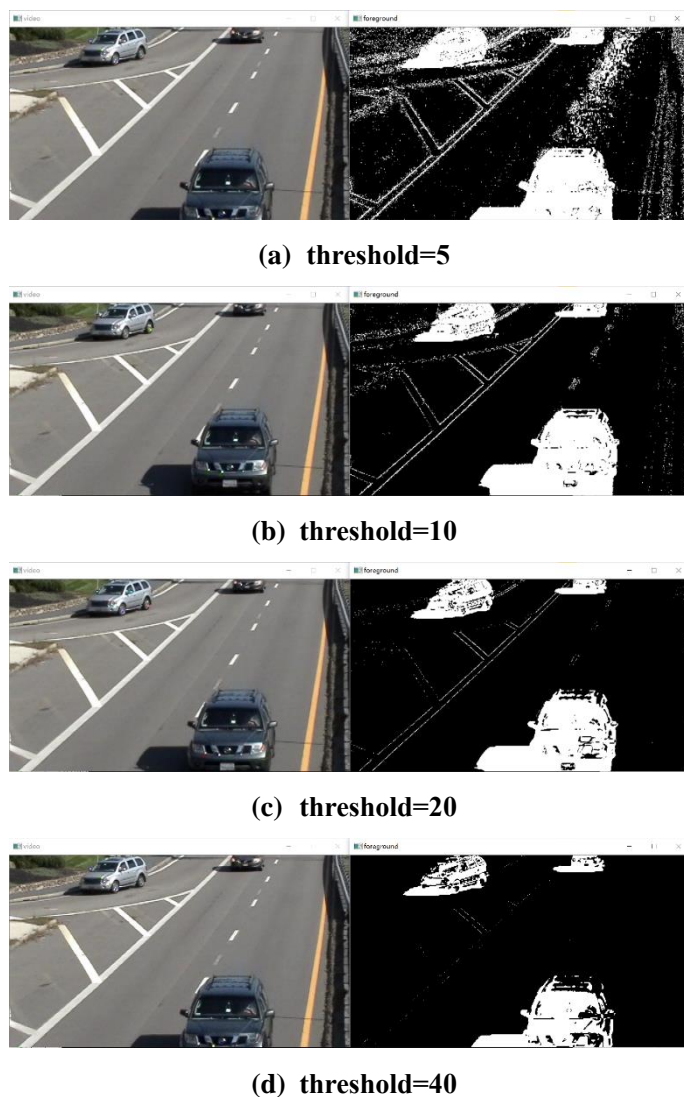 video foreground
(a) threshold=5
video foreground
(b) threshold=10
video foreground
(c) threshold=20
video foreground
(d) threshold=40